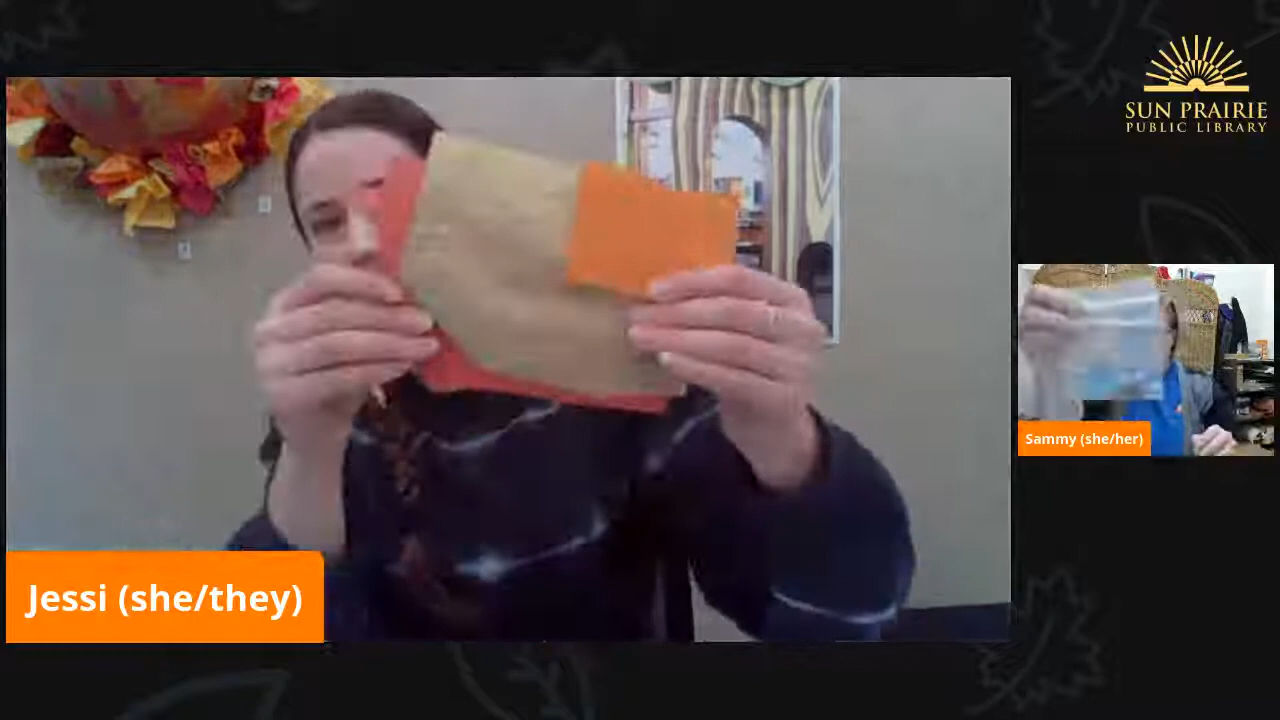 SUN PRAIRIE
PUBLIC LIBRARY
Sammy (she/her)
Jessi (she/they)